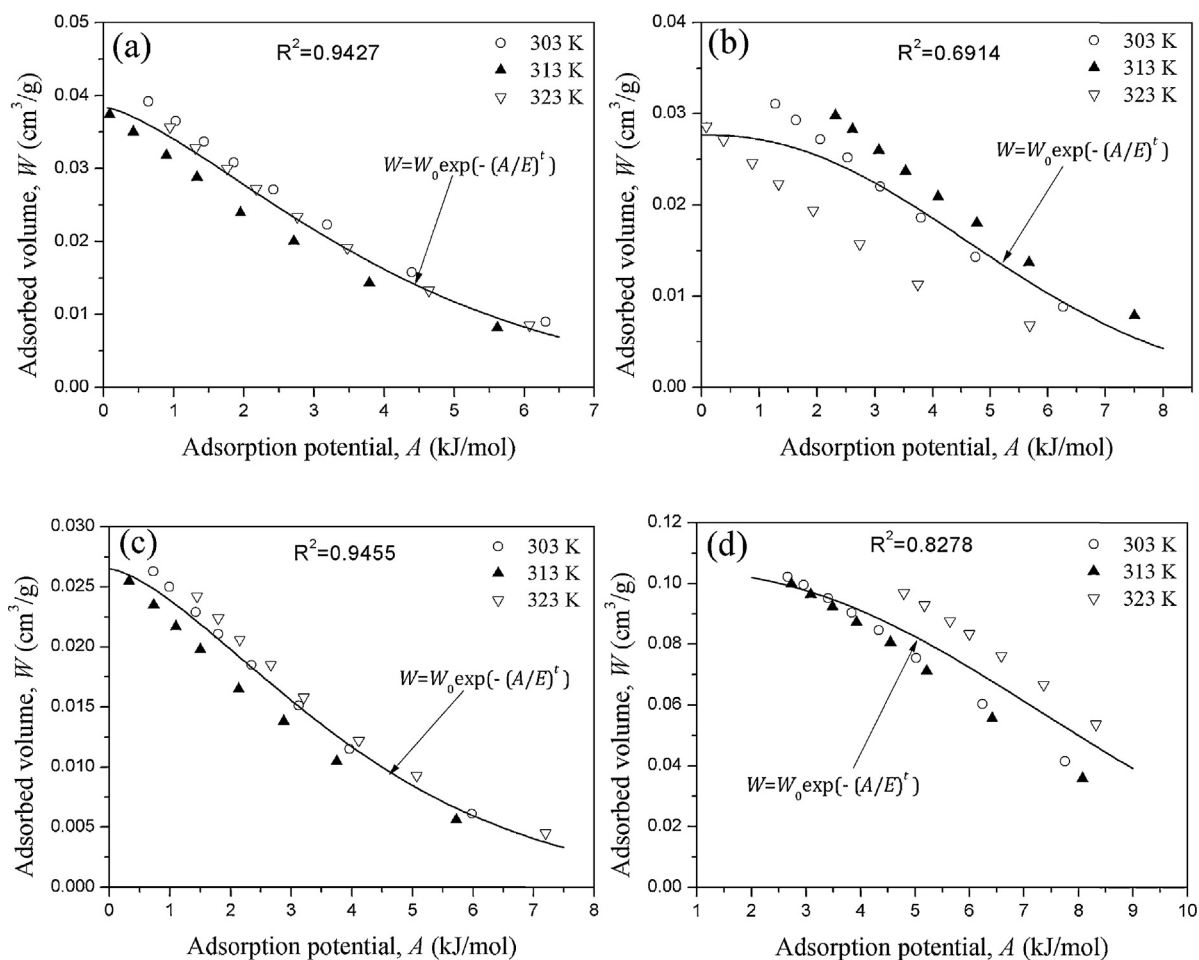 (a)
R²=0.9427
303 K
313 K
323 K
W=W₀exp(-(A/E)ᵗ)
0.05
0.04
0.03
0.02
0.01
0.00
0 1 2 3 4 5 6 7
Adsorbed volume, W (cm³/g)
Adsorption potential, A (kJ/mol)
(b)
R²=0.6914
303 K
313 K
323 K
W=W₀exp(-(A/E)ᵗ)
0.04
0.03
0.02
0.01
0.00
0 1 2 3 4 5 6 7 8
Adsorbed volume, W (cm³/g)
Adsorption potential, A (kJ/mol)
(c)
R²=0.9455
303 K
313 K
323 K
W=W₀exp(-(A/E)ᵗ)
0.030
0.025
0.020
0.015
0.010
0.005
0.000
0 1 2 3 4 5 6 7 8
Adsorbed volume, W (cm³/g)
Adsorption potential, A (kJ/mol)
(d)
R²=0.8278
303 K
313 K
323 K
W=W₀exp(-(A/E)ᵗ)
0.12
0.10
0.08
0.06
0.04
0.02
0.00
1 2 3 4 5 6 7 8 9 10
Adsorbed volume, W (cm³/g)
Adsorption potential, A (kJ/mol)